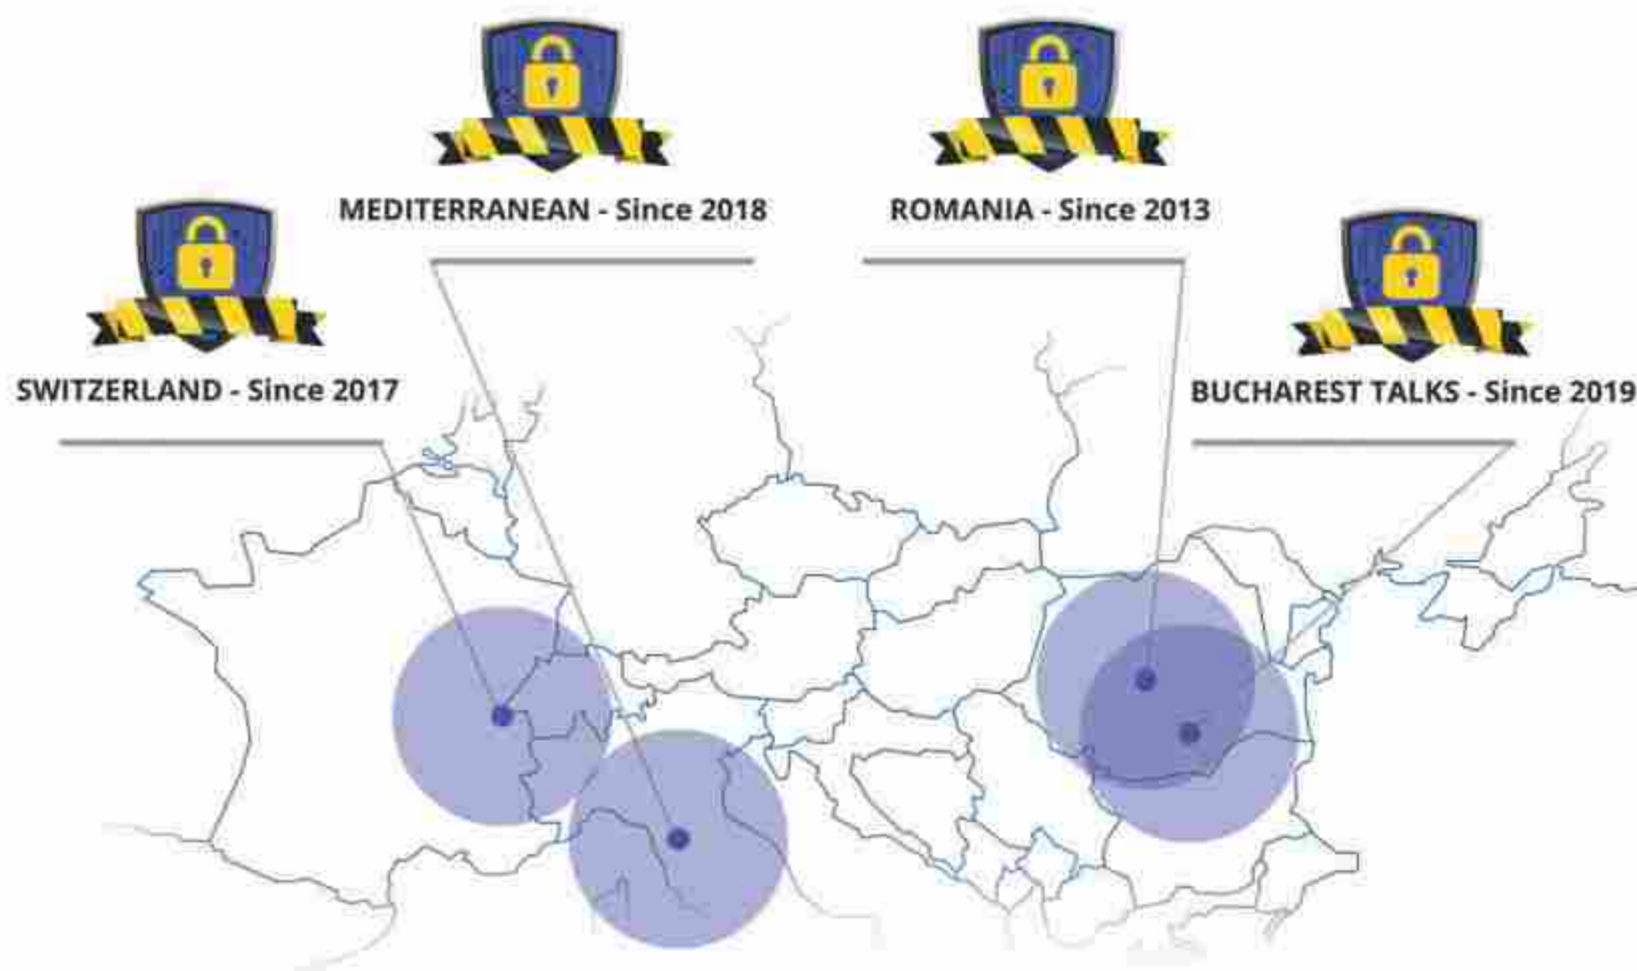 MEDITERRANEAN - Since 2018
ROMANIA - Since 2013
SWITZERLAND - Since 2017
BUCHAREST TALKS - Since 2019